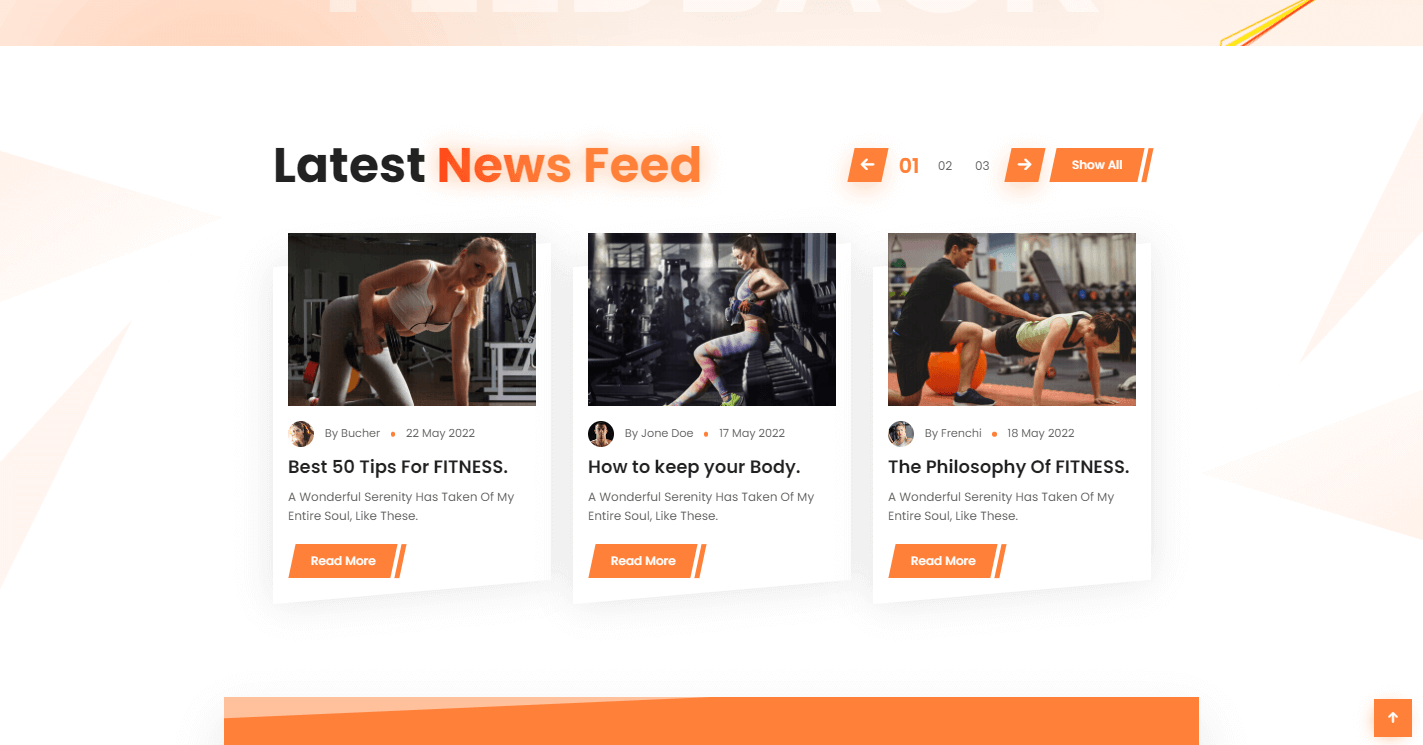 FEEDBACK
Latest News Feed
01 02 03 Show All
By Bucher 22 May 2022
Best 50 Tips For FITNESS.
A Wonderful Serenity Has Taken Of My
Entire Soul, Like These.
Read More
By Jone Doe 17 May 2022
How to keep your Body.
A Wonderful Serenity Has Taken Of My
Entire Soul, Like These.
Read More
By Frenchi 18 May 2022
The Philosophy Of FITNESS.
A Wonderful Serenity Has Taken Of My
Entire Soul, Like These.
Read More